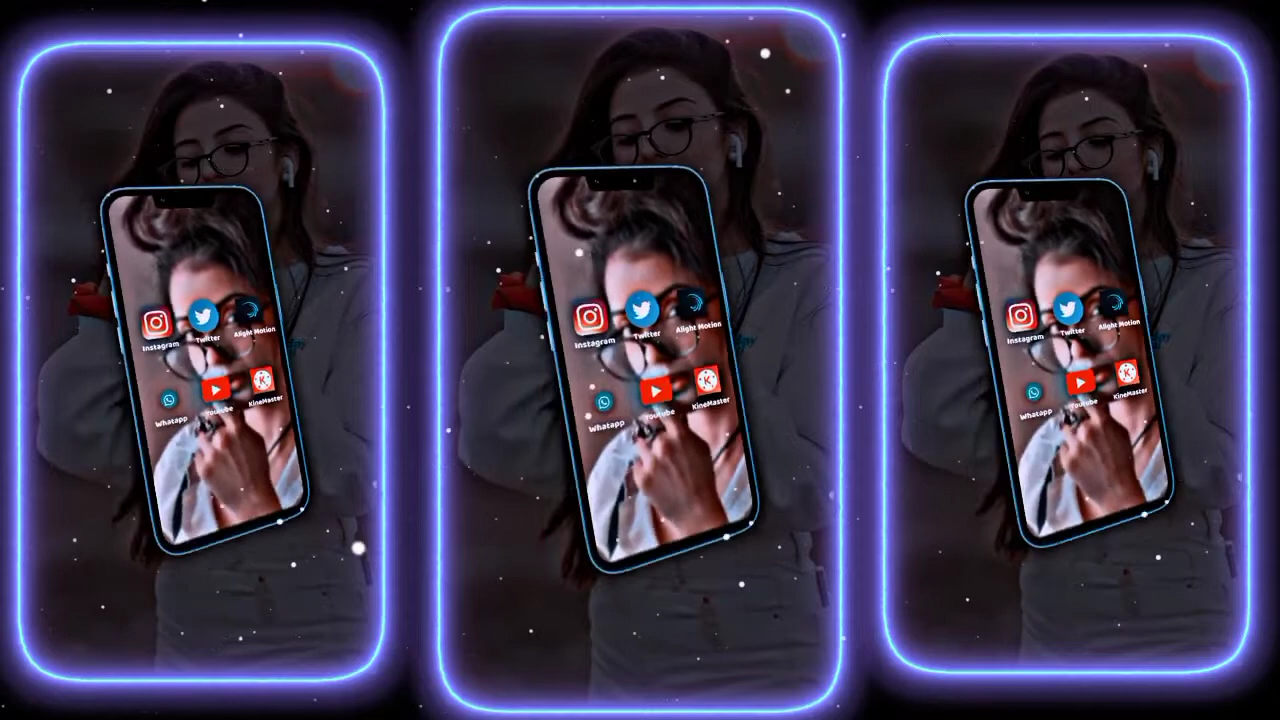 Instagram
Twitter
Alight Motion
Whatapp
Youtube
KineMaster
Instagram
Twitter
Alight Motion
Whatapp
Youtube
KineMaster
Instagram
Twitter
Alight Motion
Whatapp
Youtube
KineMaster